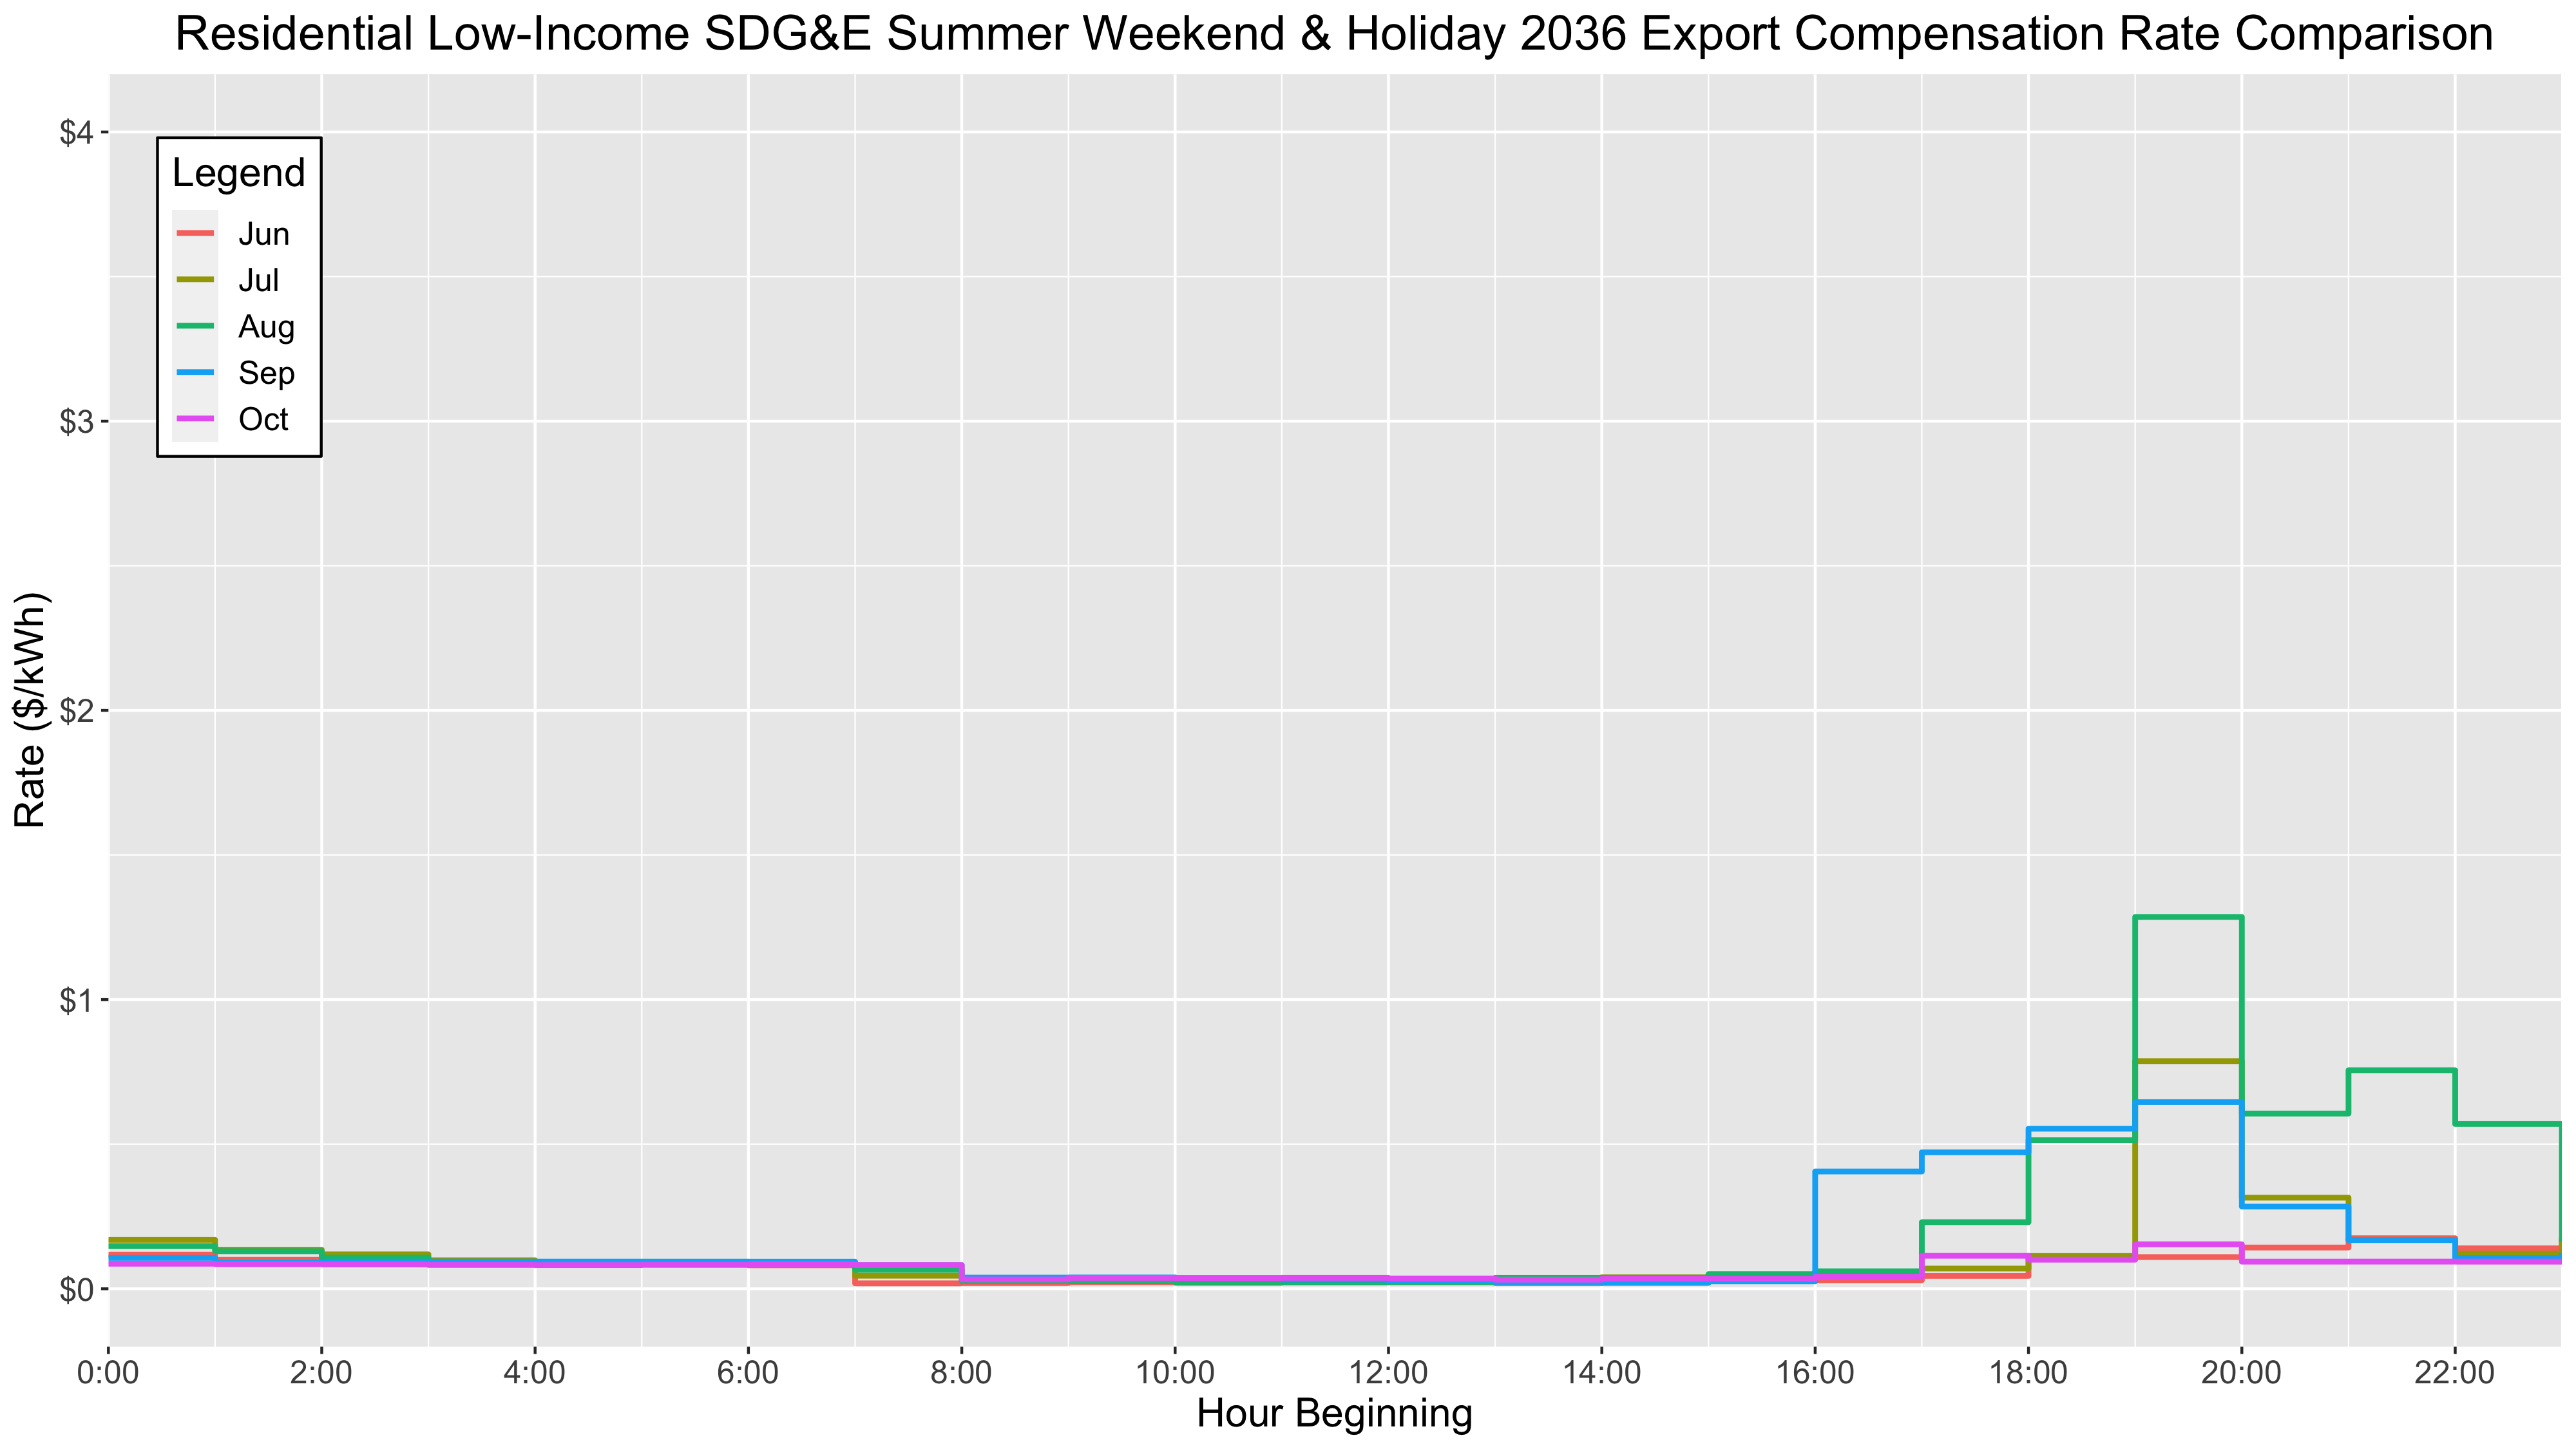 Residential Low-Income SDG&E Summer Weekend & Holiday 2036 Export Compensation Rate Comparison
Rate ($/kWh)
$4
$3
$2
$1
$0
Legend
Jun
Jul
Aug
Sep
Oct
0:00 2:00 4:00 6:00 8:00 10:00 12:00 14:00 16:00 18:00 20:00 22:00
Hour Beginning